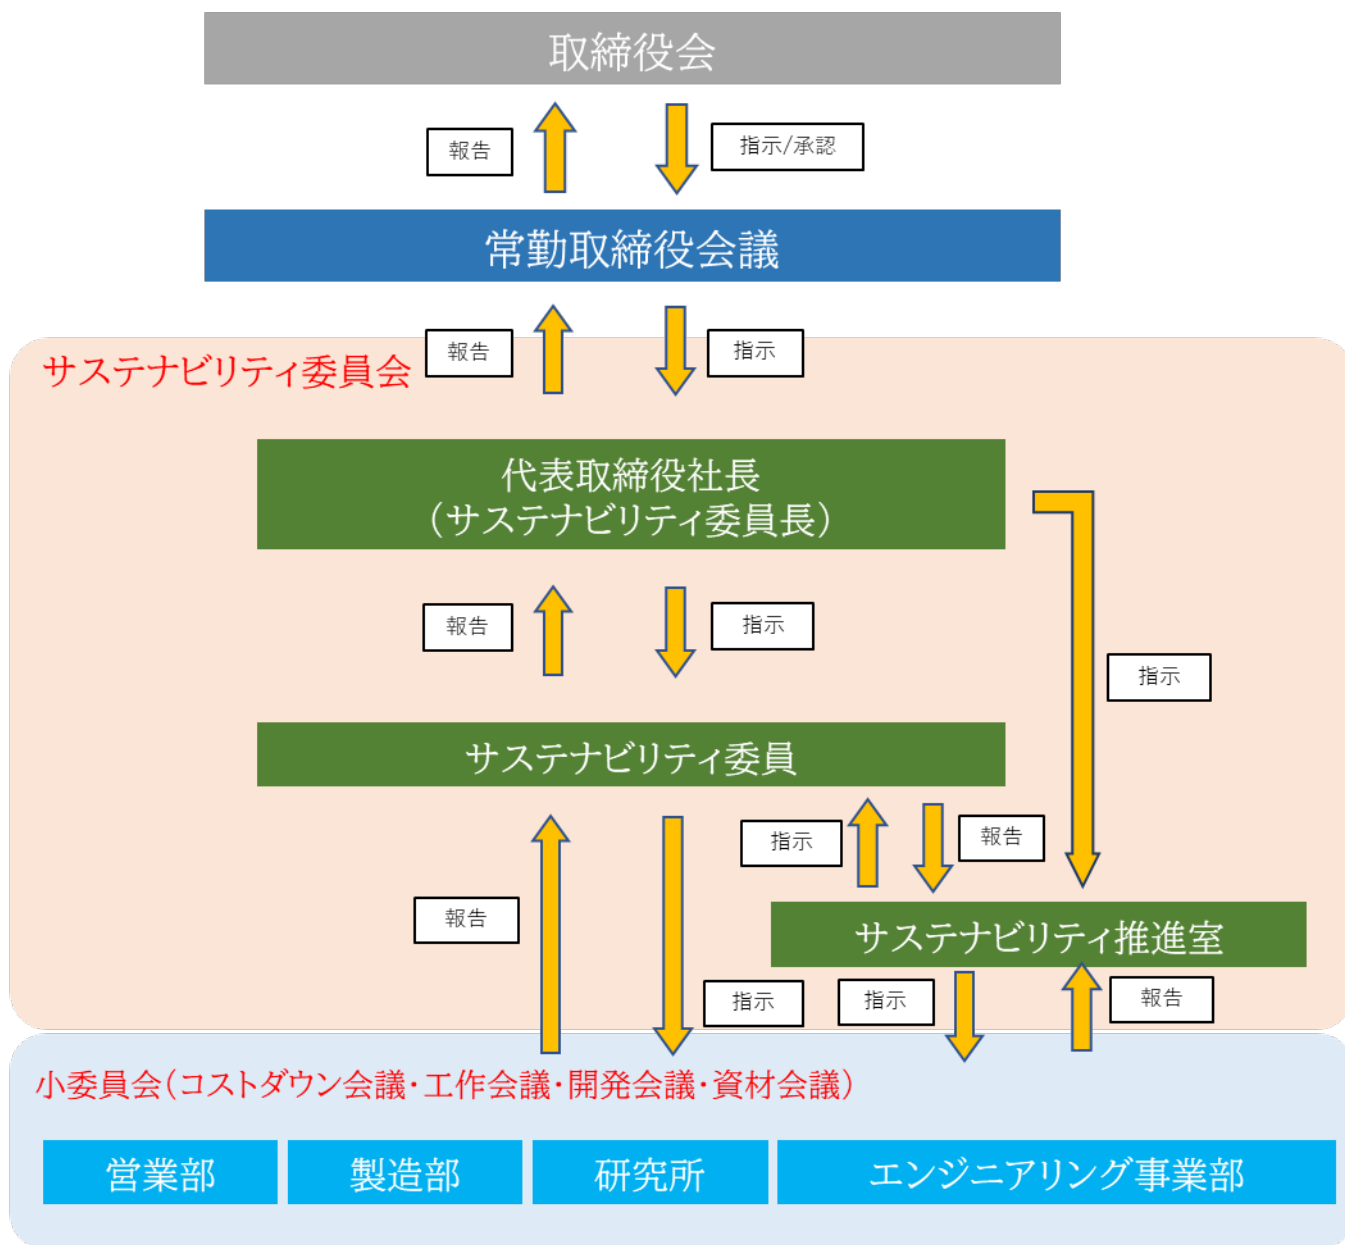 取締役会
報告
指示/承認
常勤取締役会議
サステナビリティ委員会
報告
指示
代表取締役社長
（サステナビリティ委員長）
報告
指示
指示
サステナビリティ委員
指示
報告
報告
サステナビリティ推進室
指示
指示
報告
小委員会（コストダウン会議・工作会議・開発会議・資材会議）
営業部
製造部
研究所
エンジニアリング事業部